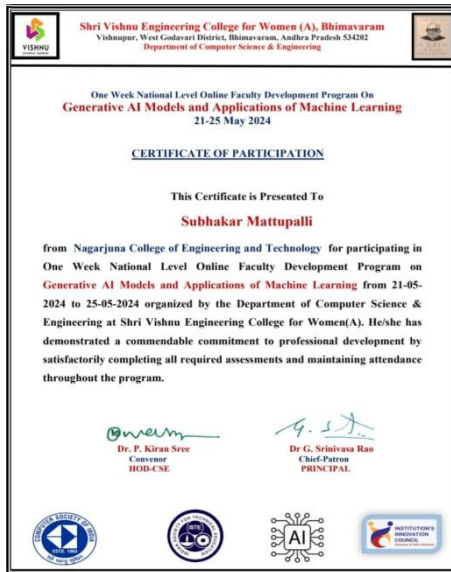 VISHNU
UNIVERSAL LEARNING
Shri Vishnu Engineering College for Women (A), Bhimavaram
Vishnupur, West Godavari District, Bhimavaram, Andhra Pradesh 534202
Department of Computer Science & Engineering
One Week National Level Online Faculty Development Program On
Generative AI Models and Applications of Machine Learning
21-25 May 2024
CERTIFICATE OF PARTICIPATION
This Certificate is Presented To
Subhakar Mattupalli
from Nagarjuna College of Engineering and Technology for participating in
One Week National Level Online Faculty Development Program on
Generative AI Models and Applications of Machine Learning from 21-05-
2024 to 25-05-2024 organized by the Department of Computer Science &
Engineering at Shri Vishnu Engineering College for Women(A). He/she has
demonstrated a commendable commitment to professional development by
satisfactorily completing all required assessments and maintaining attendance
throughout the program.
Dr. P. Kiran Sree
Convenor
HOD-CSE
Dr G. Srinivasa Rao
Chief-Patron
PRINCIPAL
COMPUTER SOCIETY OF INDIA
ESTD. 1965
ISTE
AI
INSTITUTION'S
INNOVATION
COUNCIL